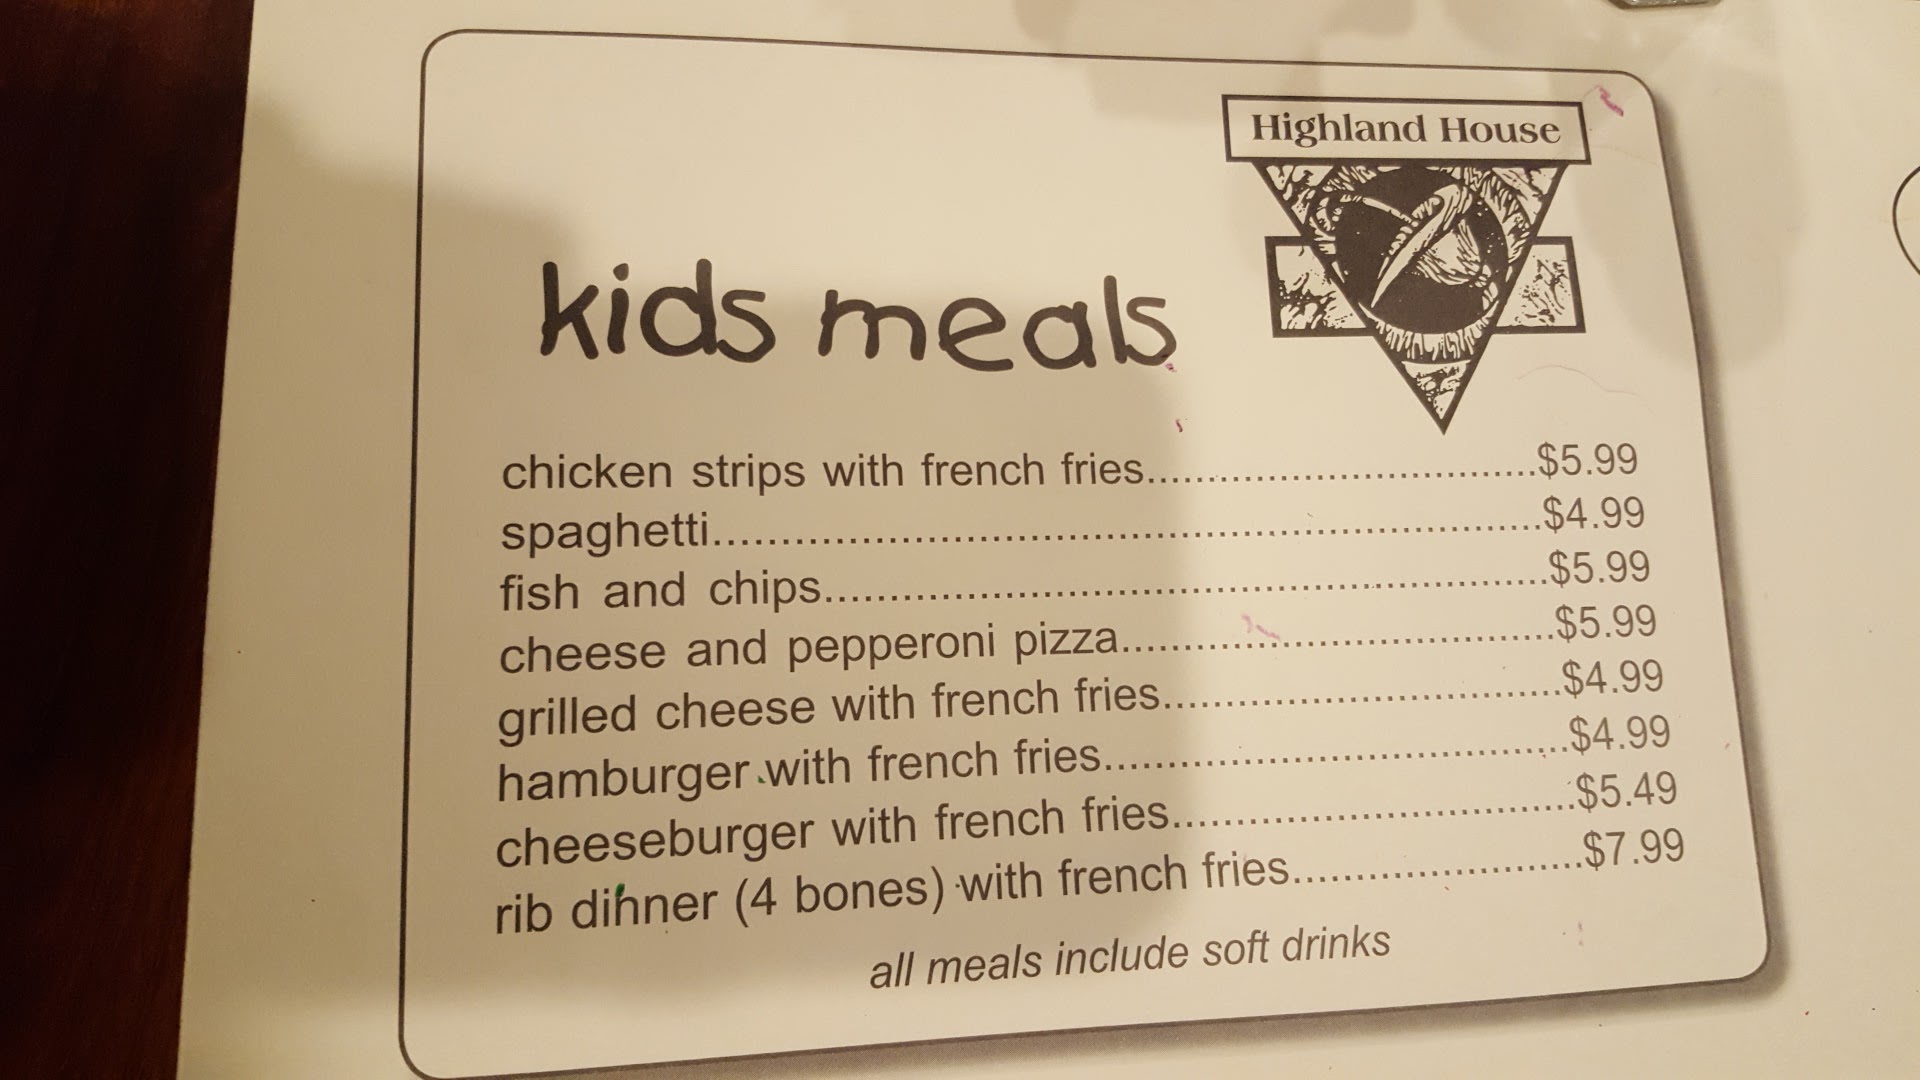 Highland House
kids meals
chicken strips with french fries..............................$5.99
spaghetti..............................................................$4.99
fish and chips......................................................$5.99
cheese and pepperoni pizza................................$5.99
grilled cheese with french fries.............................$4.99
hamburger with french fries..................................$4.99
cheeseburger with french fries.............................$5.49
rib dinner (4 bones) with french fries.....................$7.99
all meals include soft drinks